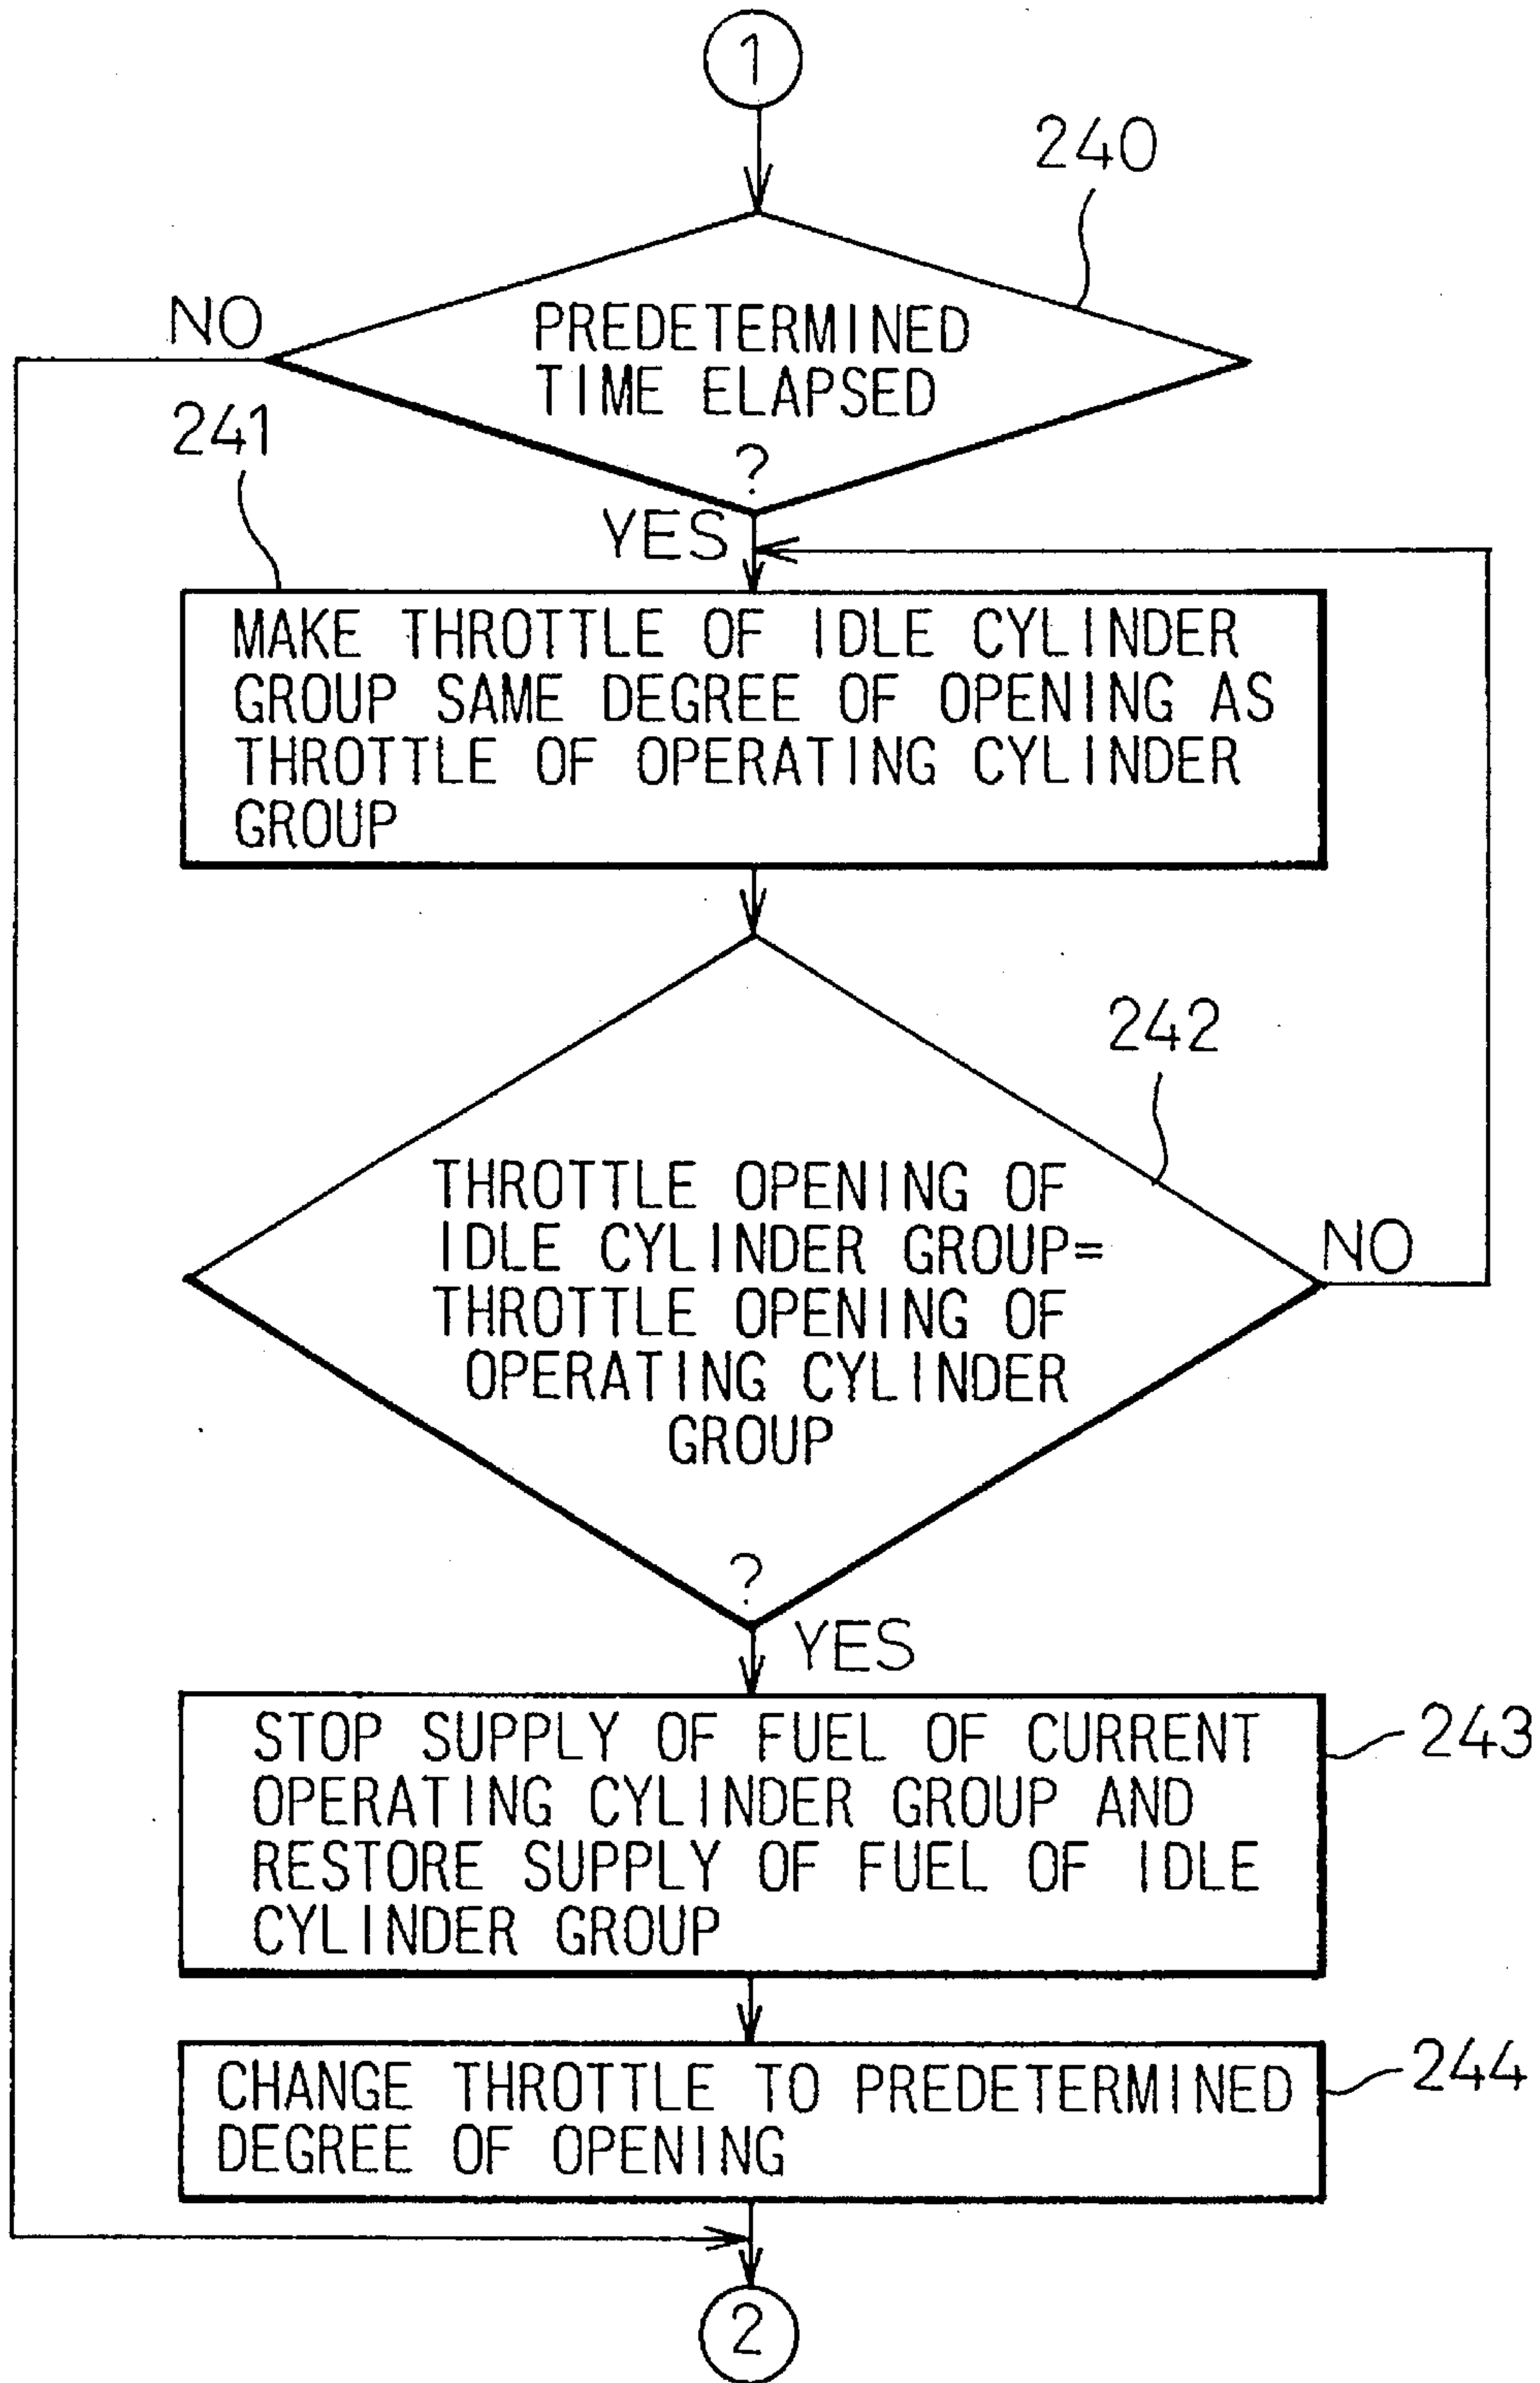 1
240
NO
PREDETERMINED
TIME ELAPSED
?
241
YES
MAKE THROTTLE OF IDLE CYLINDER
GROUP SAME DEGREE OF OPENING AS
THROTTLE OF OPERATING CYLINDER
GROUP
242
THROTTLE OPENING OF
IDLE CYLINDER GROUP=
THROTTLE OPENING OF
OPERATING CYLINDER
GROUP
?
NO
YES
STOP SUPPLY OF FUEL OF CURRENT
OPERATING CYLINDER GROUP AND
RESTORE SUPPLY OF FUEL OF IDLE
CYLINDER GROUP
243
CHANGE THROTTLE TO PREDETERMINED
DEGREE OF OPENING
244
2